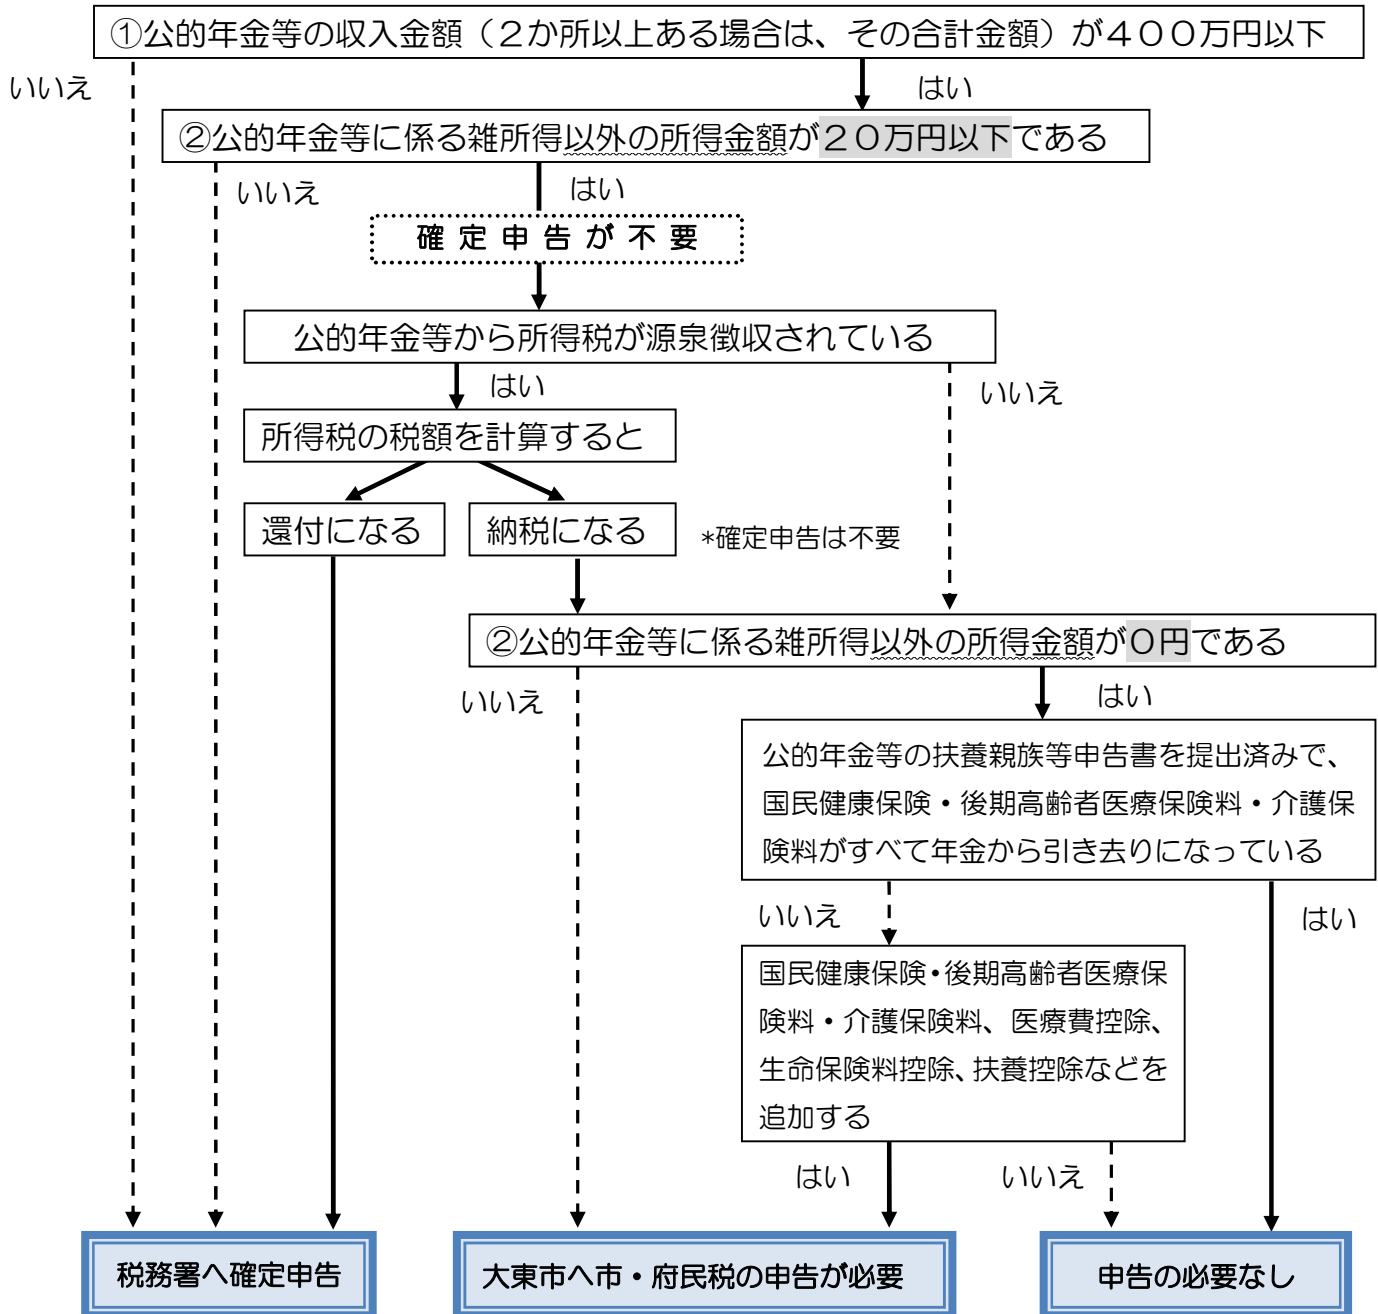 ①公的年金等の収入金額（２か所以上ある場合は、その合計金額）が４００万円以下
いいえ
はい
②公的年金等に係る雑所得以外の所得金額が２０万円以下である
いいえ
はい
確定申告が不要
公的年金等から所得税が源泉徴収されている
はい
いいえ
所得税の税額を計算すると
還付になる
納税になる
*確定申告は不要
②公的年金等に係る雑所得以外の所得金額が０円である
いいえ
はい
公的年金等の扶養親族等申告書を提出済みで、
国民健康保険・後期高齢者医療保険料・介護保
険料がすべて年金から引き去りになっている
いいえ
はい
国民健康保険・後期高齢者医療保
険料・介護保険料、医療費控除、
生命保険料控除、扶養控除などを
追加する
はい
いいえ
税務署へ確定申告
大東市へ市・府民税の申告が必要
申告の必要なし